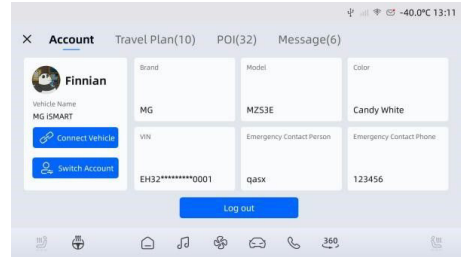 -40.0°C 13:11
Account Travel Plan(10) POI(32) Message(6)
Finnian
Vehicle Name
MG iSMART
Connect Vehicle
Switch Account
Brand
MG
Model
MZS3E
Color
Candy White
VIN
EH32*********0001
Emergency Contact Person
qasx
Emergency Contact Phone
123456
Log out
360